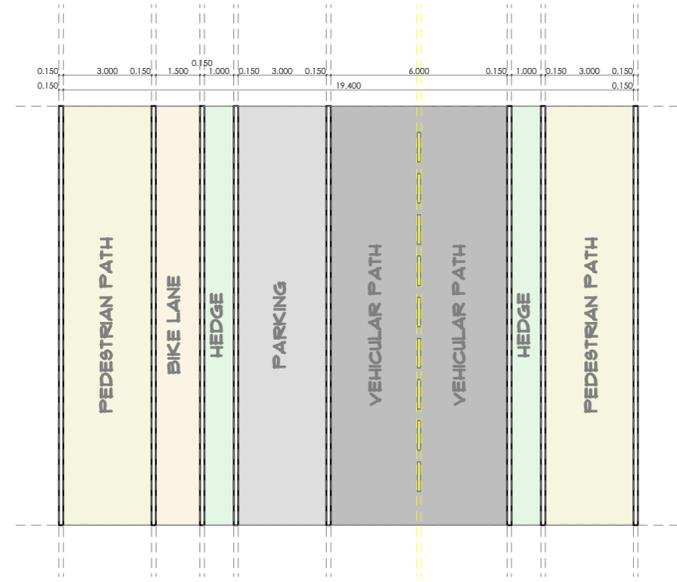 0.150
0.150 3.000 0.150 1.500 1.000 0.150 3.000 0.150 6.000 0.150 1.000 0.150 3.000 0.150
0.150 19.400 0.150
PEDESTRIAN PATH
BIKE LANE
HEDGE
PARKING
VEHICULAR PATH
VEHICULAR PATH
HEDGE
PEDESTRIAN PATH